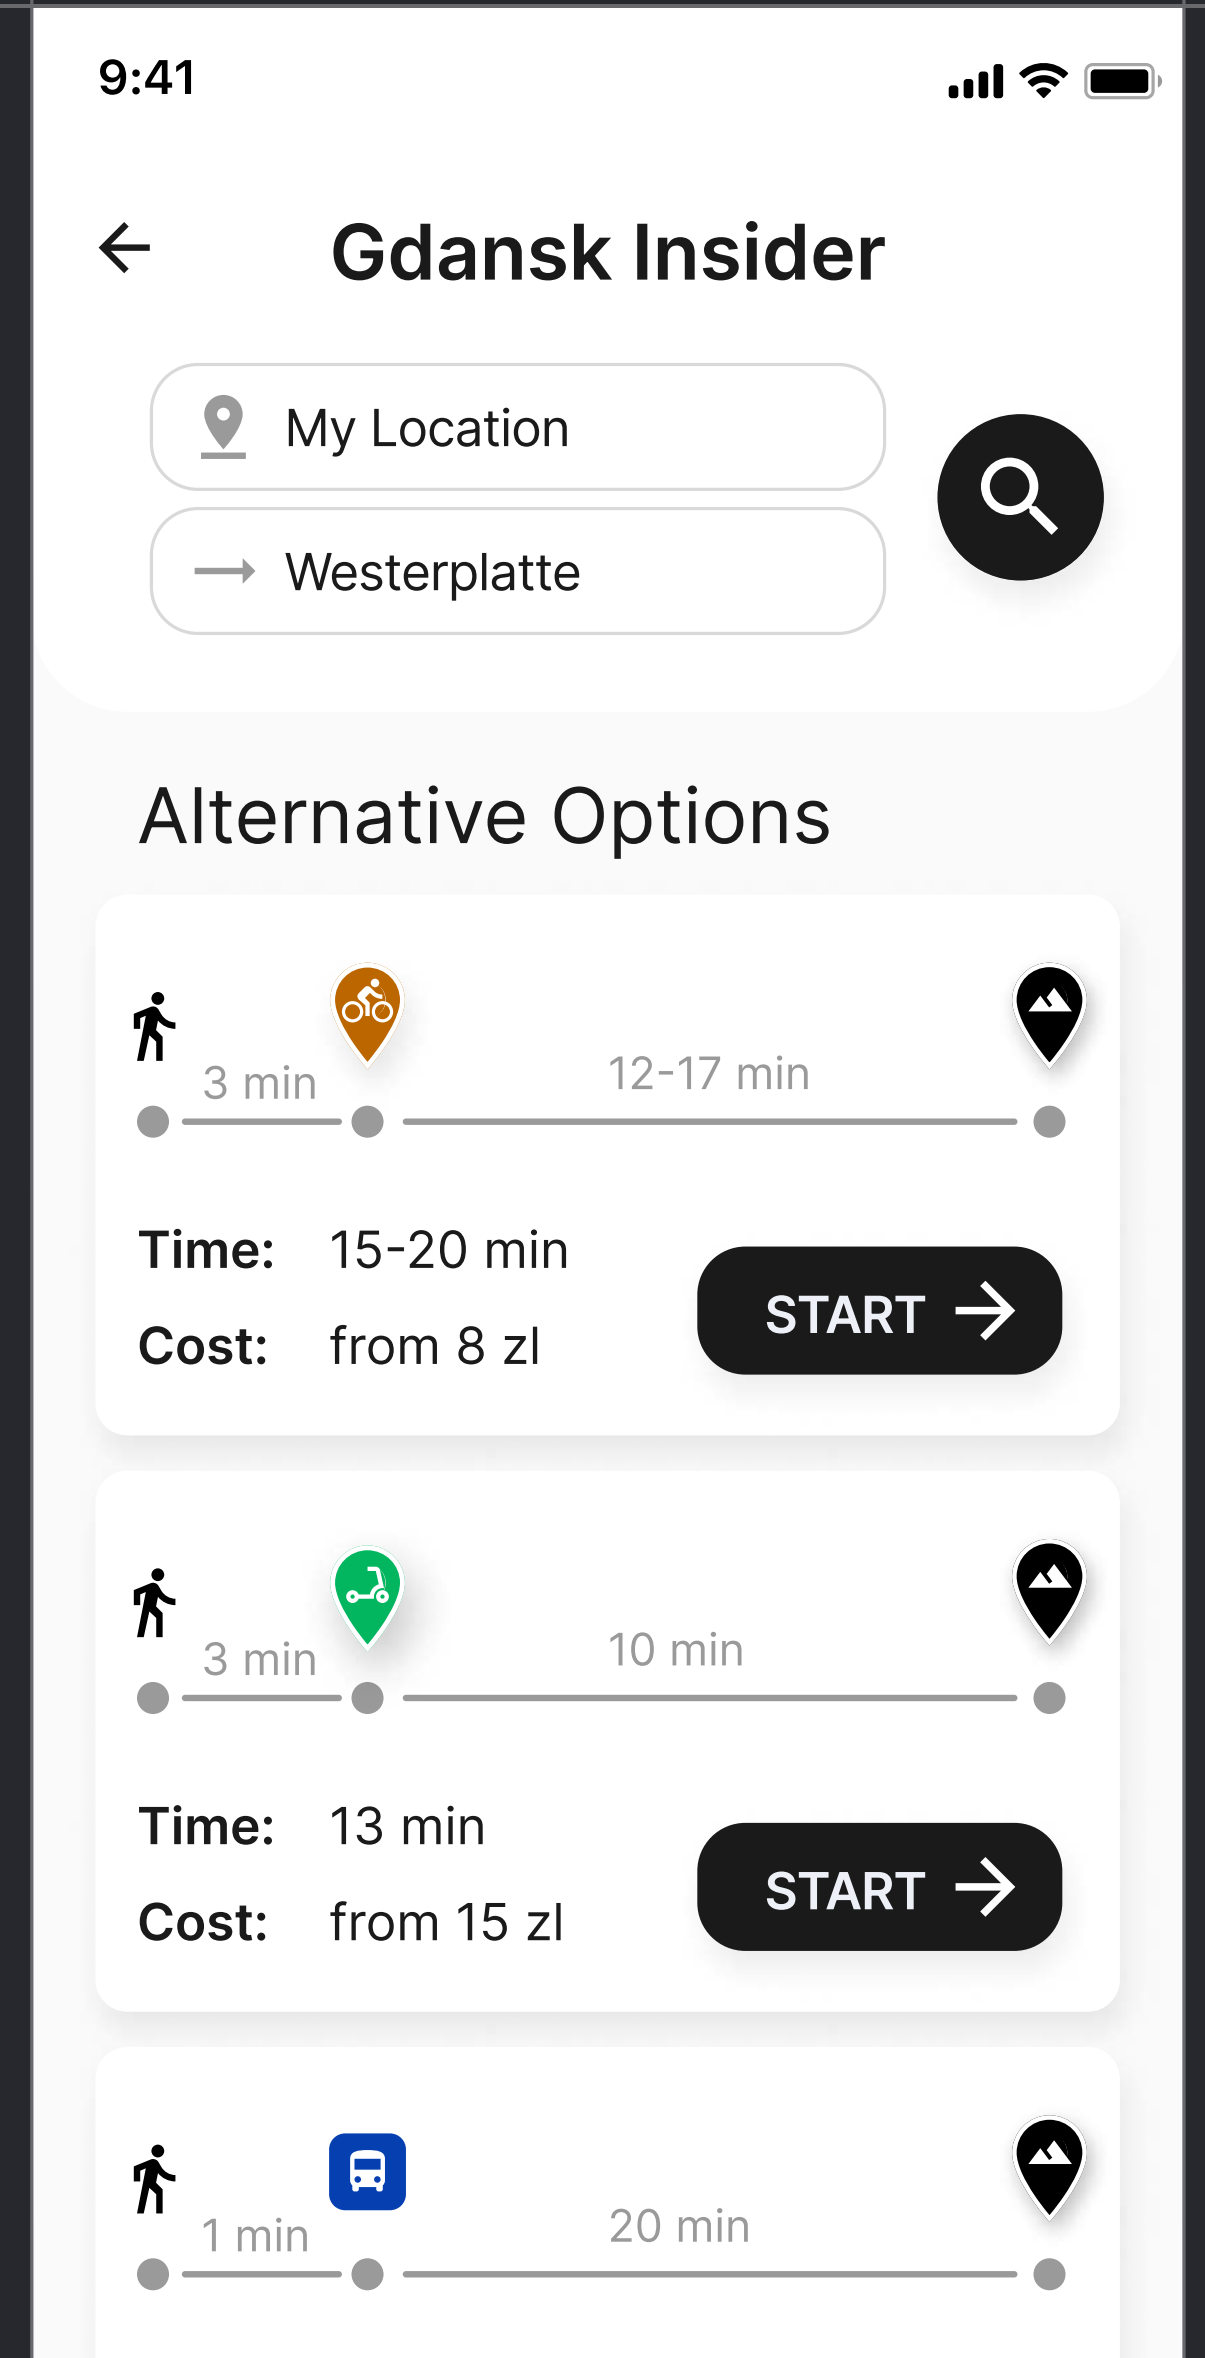 9:41
Gdansk Insider
My Location
Westerplatte
Alternative Options
3 min
12-17 min
Time: 15-20 min
Cost: from 8 zl
START
3 min
10 min
Time: 13 min
Cost: from 15 zl
START
1 min
20 min